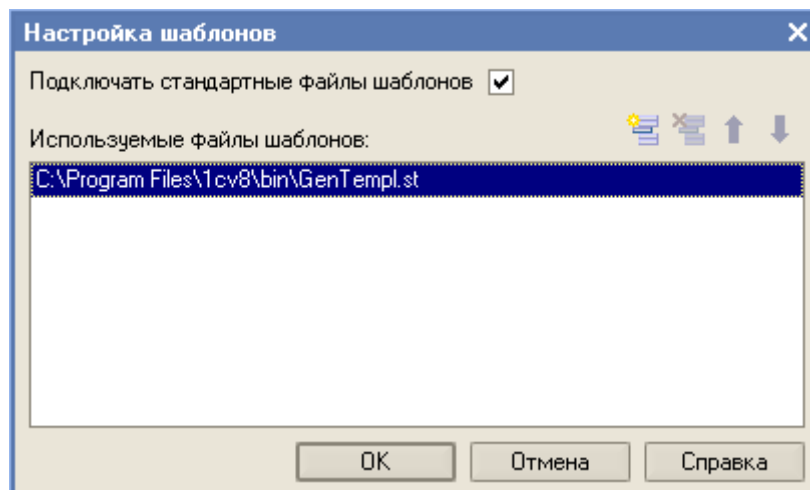 Настройка шаблонов
Подключать стандартные файлы шаблонов
Используемые файлы шаблонов:
C:\Program Files\1cv8\bin\GenTempl.st
OK
Отмена
Справка